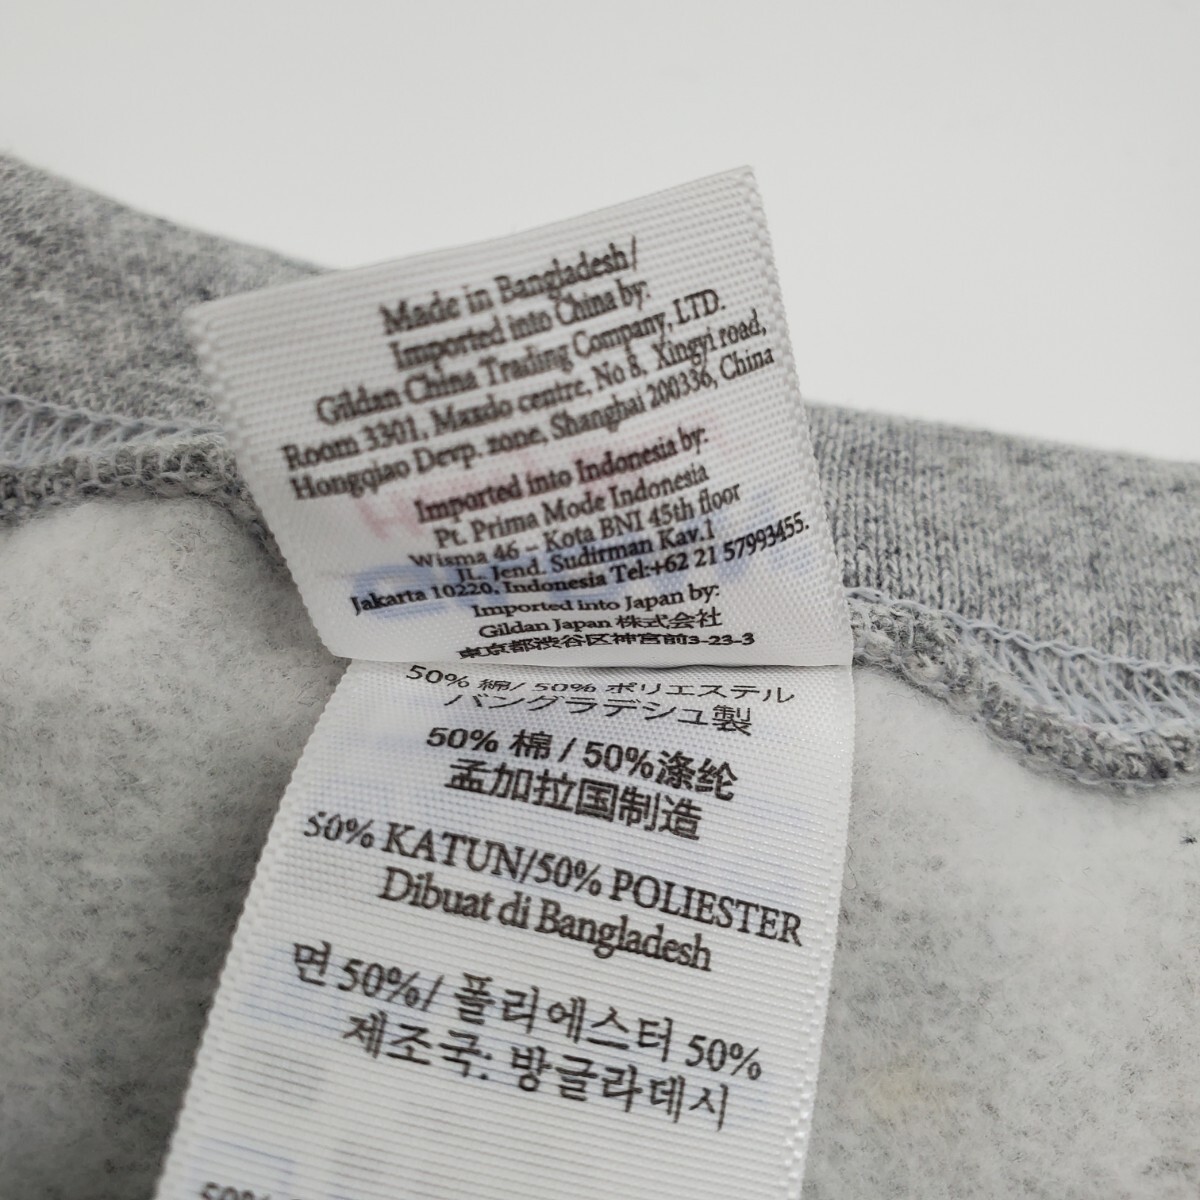 Made in Bangladesh/
Imported into China by:
Gildan China Trading Company, LTD.
Room 3301, Maxdo centre, No 8, Xingyi road,
Hongqiao Devp. zone, Shanghai 200336, China
Imported into Indonesia by:
Pt. Prima Mode Indonesia
Wisma 46 – Kota BNI 45th floor
JL. Jend. Sudirman Kav.1
Jakarta 10220, Indonesia Tel:+62 21 57993455.
Imported into Japan by:
Gildan Japan 株式会社
東京都渋谷区神宮前3-23-3
50% 綿/ 50% ポリエステル
バングラデシュ製
50% 棉 / 50%涤纶
孟加拉国制造
50% KATUN/50% POLIESTER
Dibuat di Bangladesh
면 50%/ 폴리에스터 50%
제조국: 방글라데시
50%